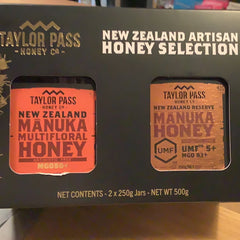 TAYLOR PASS
HONEY CO
NEW ZEALAND ARTISAN
HONEY SELECTION
TAYLOR PASS
HONEY CO
NEW ZEALAND
MANUKA
MULTIFLORAL
HONEY
TAYLOR PASS
HONEY CO
NEW ZEALAND RESERVE
MANUKA
HONEY
UMF
UMF™ 5+
MGO 83+
NET CONTENTS - 2 x 250g Jars - NET WT 500g